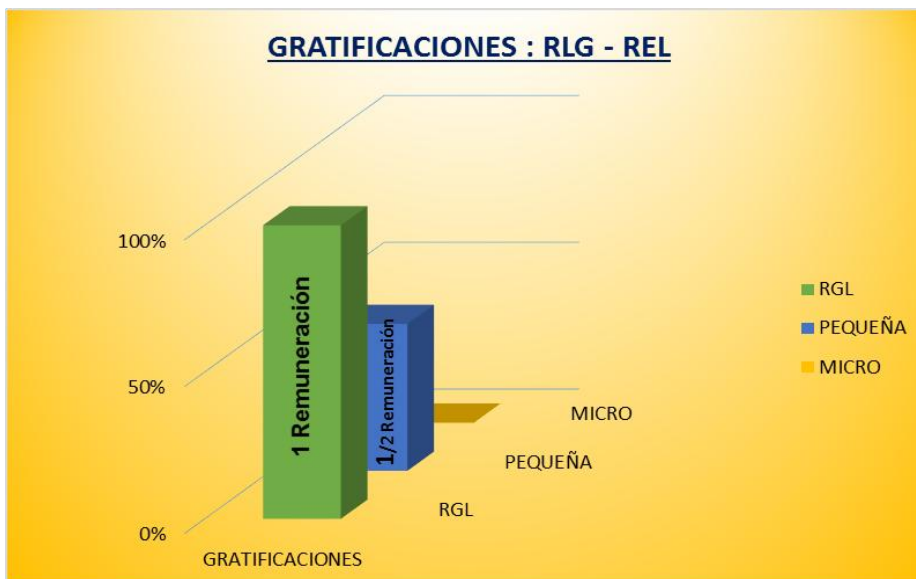 GRATIFICACIONES : RLG - REL
100%
50%
0%
1 Remuneración
1/2 Remuneración
MICRO
PEQUEÑA
RGL
GRATIFICACIONES
RGL
PEQUEÑA
MICRO